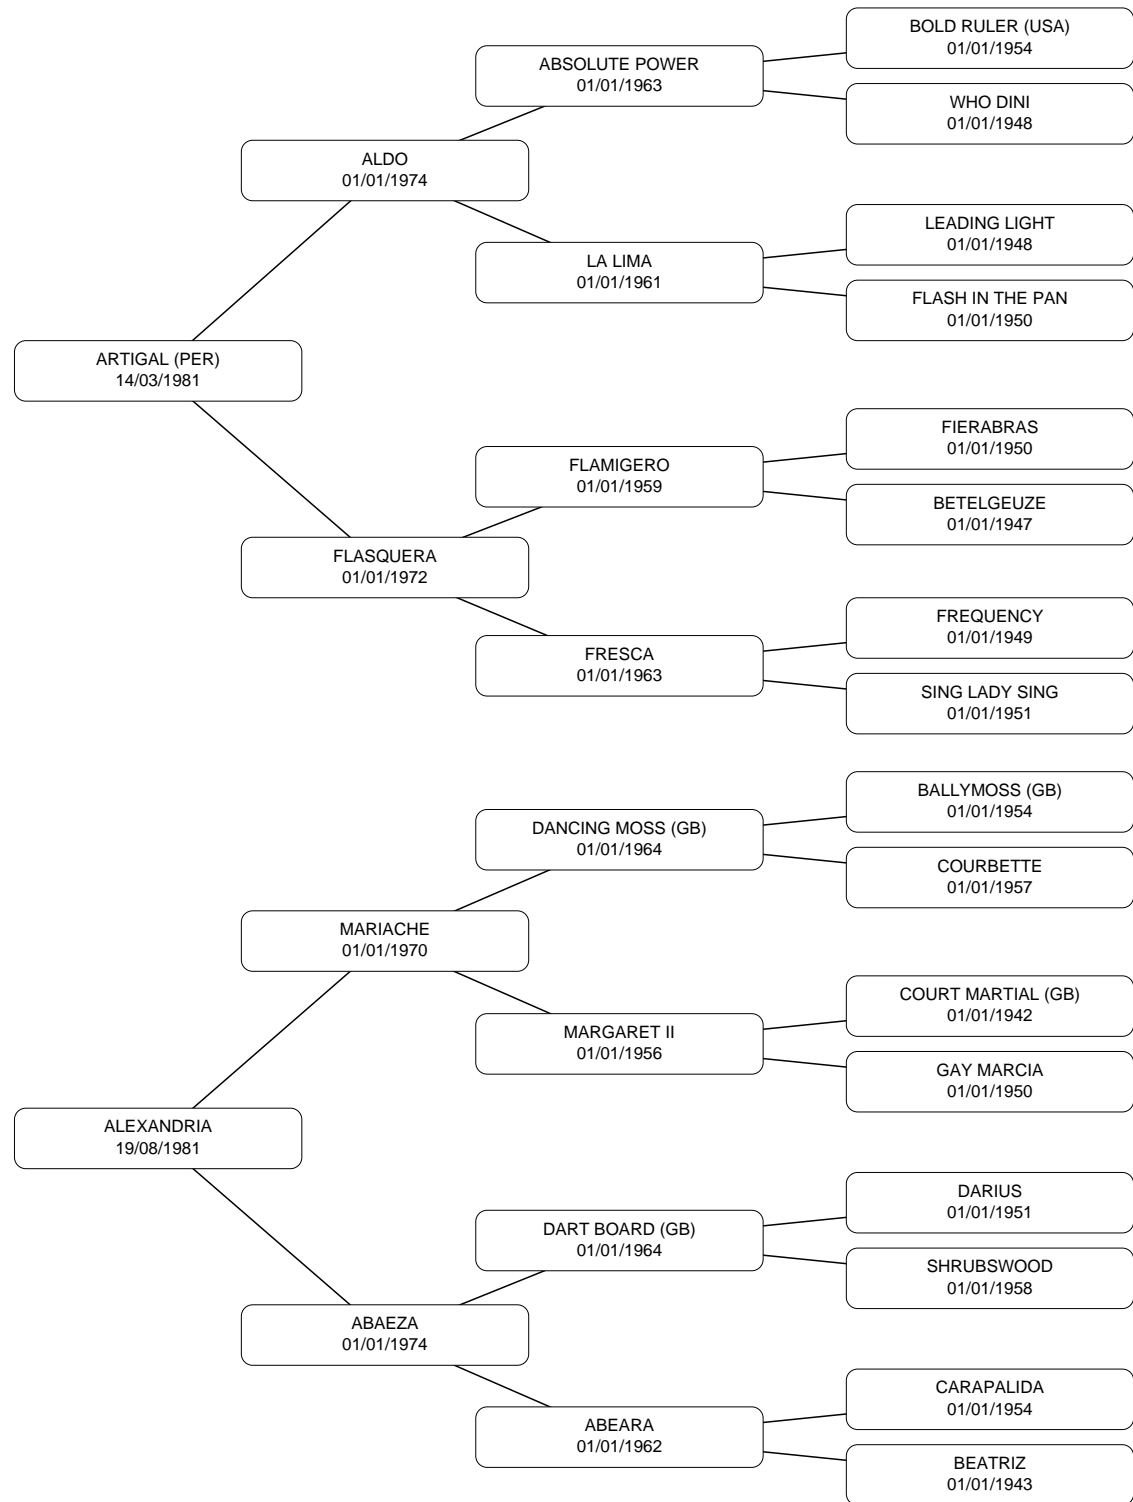 BOLD RULER (USA)
01/01/1954
ABSOLUTE POWER
01/01/1963
WHO DINI
01/01/1948
ALDO
01/01/1974
LEADING LIGHT
01/01/1948
LA LIMA
01/01/1961
FLASH IN THE PAN
01/01/1950
ARTIGAL (PER)
14/03/1981
FIERABRAS
01/01/1950
FLAMIGERO
01/01/1959
BETELGEUZE
01/01/1947
FLASQUERA
01/01/1972
FREQUENCY
01/01/1949
FRESCA
01/01/1963
SING LADY SING
01/01/1951
BALLYMOSS (GB)
01/01/1954
DANCING MOSS (GB)
01/01/1964
COURBETTE
01/01/1957
MARIACHE
01/01/1970
COURT MARTIAL (GB)
01/01/1942
MARGARET II
01/01/1956
GAY MARCIA
01/01/1950
ALEXANDRIA
19/08/1981
DARIUS
01/01/1951
DART BOARD (GB)
01/01/1964
SHRUBSWOOD
01/01/1958
ABAEZA
01/01/1974
CARAPALIDA
01/01/1954
ABEARA
01/01/1962
BEATRIZ
01/01/1943